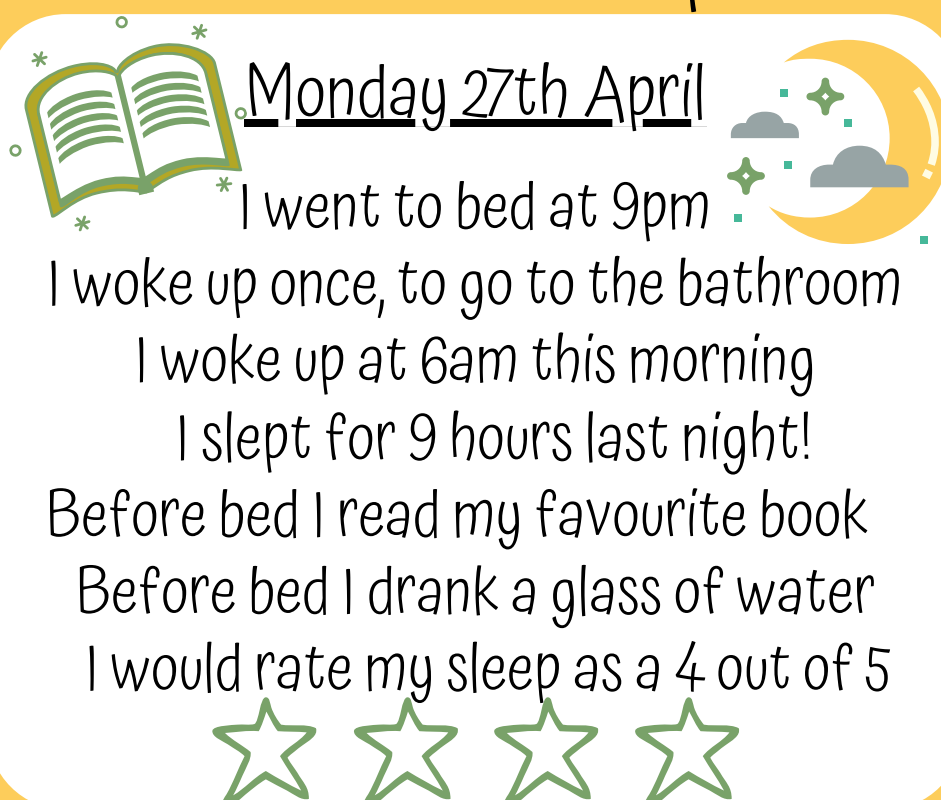 Monday 27th April
I went to bed at 9pm
I woke up once, to go to the bathroom
I woke up at 6am this morning
I slept for 9 hours last night!
Before bed I read my favourite book
Before bed I drank a glass of water
I would rate my sleep as a 4 out of 5